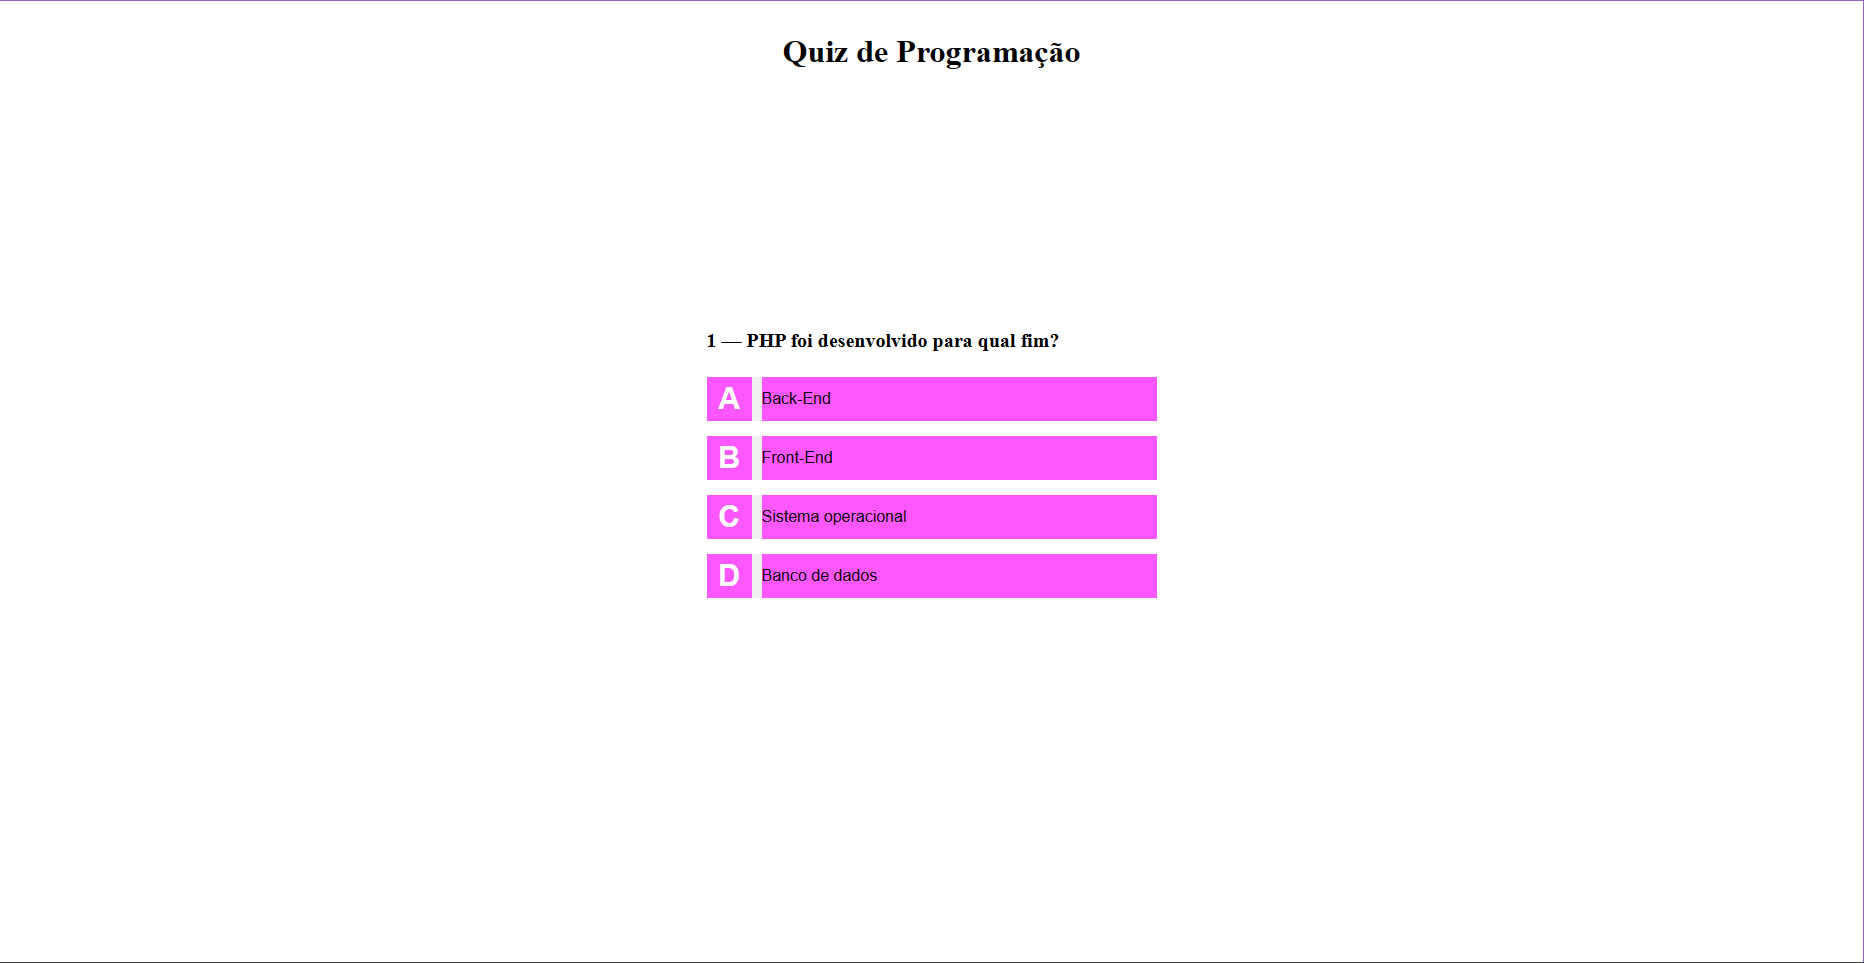 Quiz de Programação
1 — PHP foi desenvolvido para qual fim?
A Back-End
B Front-End
C Sistema operacional
D Banco de dados